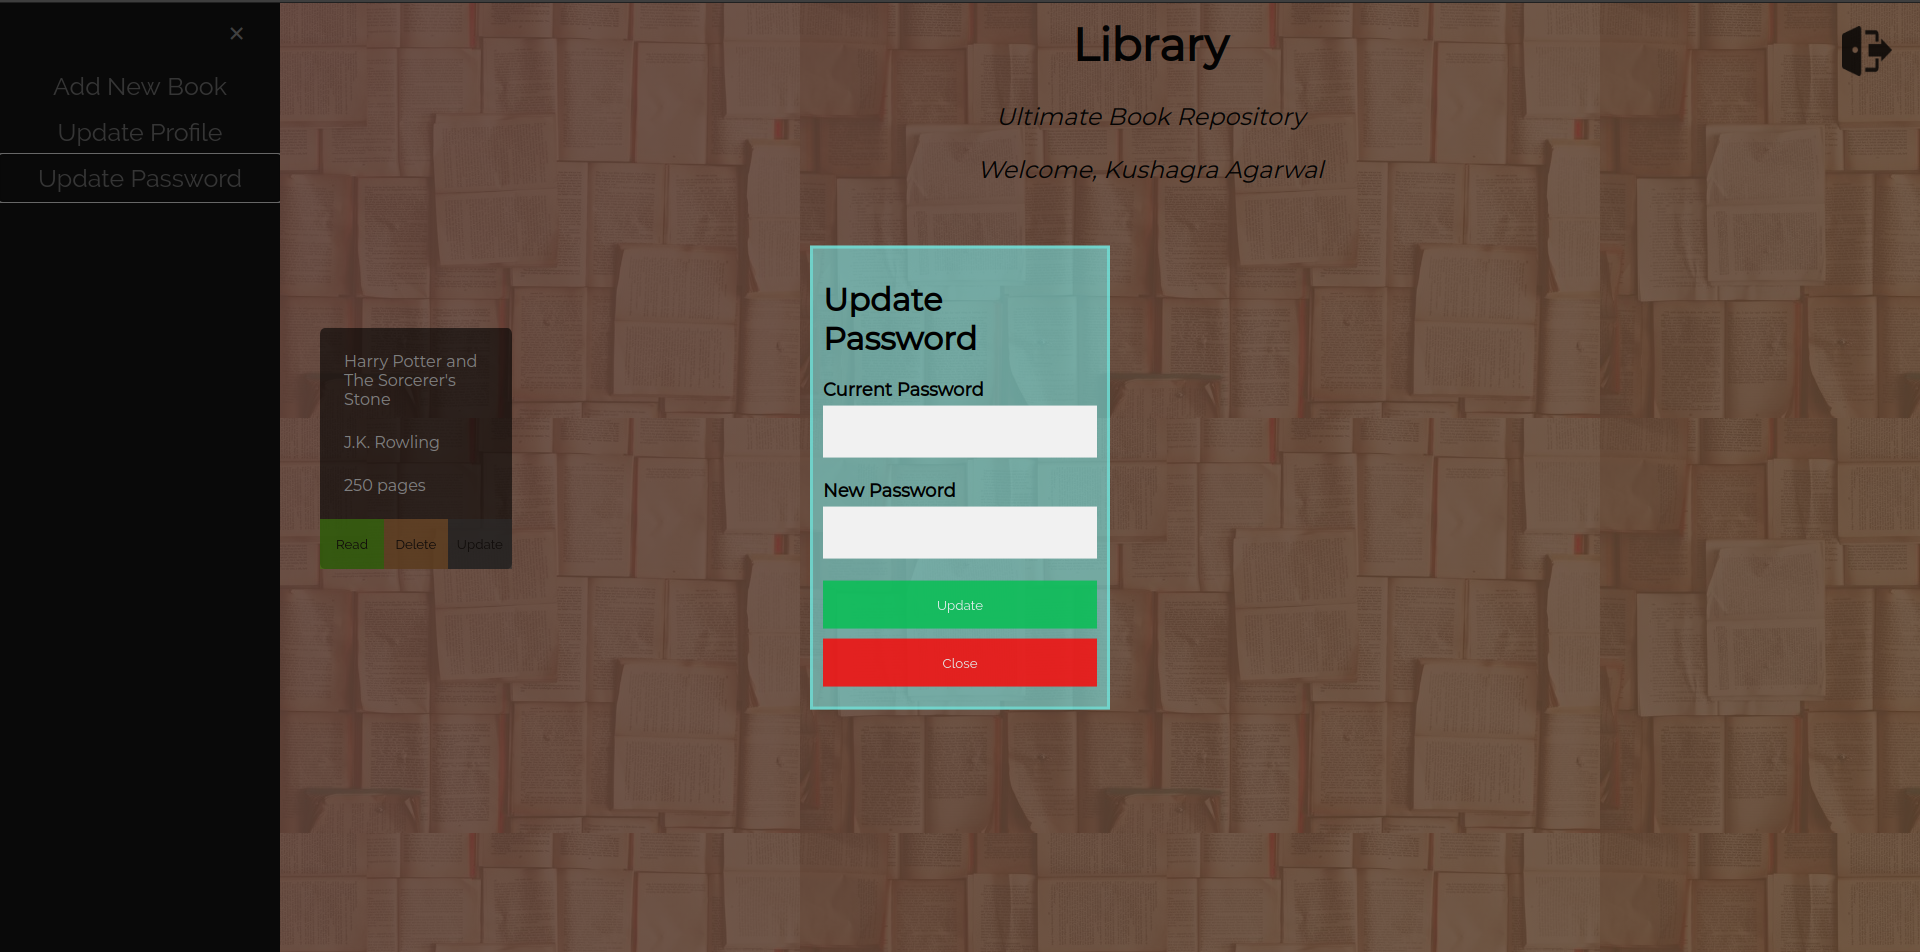 ×
Add New Book
Update Profile
Update Password
Library
Ultimate Book Repository
Welcome, Kushagra Agarwal
Harry Potter and
The Sorcerer's
Stone
J.K. Rowling
250 pages
Read Delete Update
Update
Password
Current Password
New Password
Update
Close